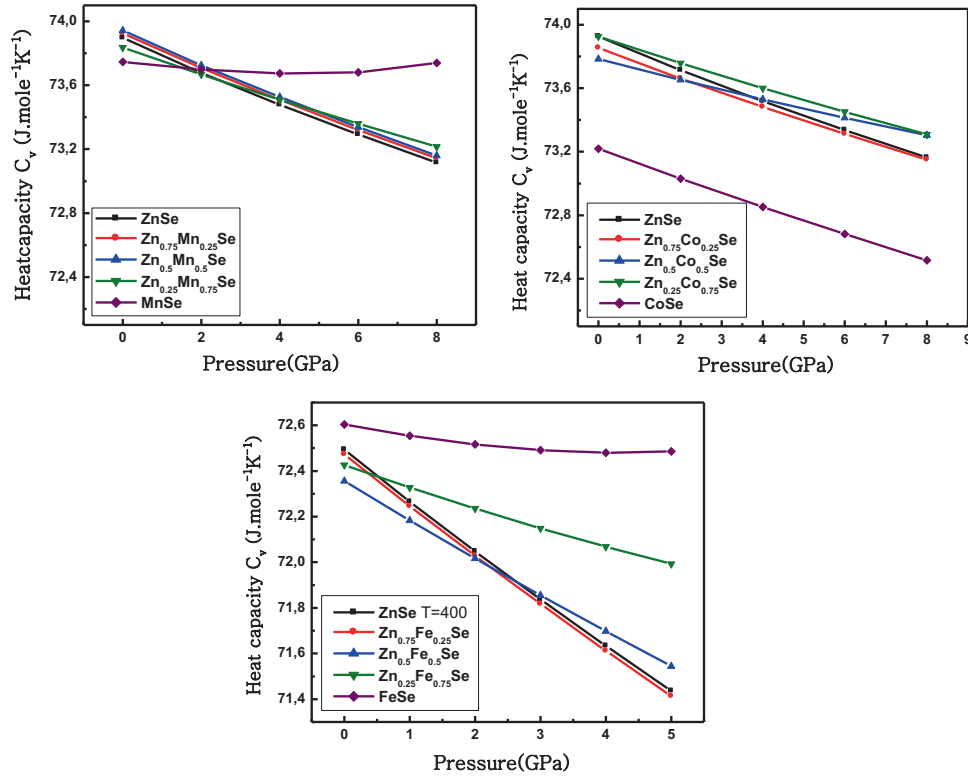 74,0
73,6
73,2
72,8
72,4
Heatcapacity Cᵥ (J.mole⁻¹K⁻¹)
ZnSe
Zn₀.₇₅Mn₀.₂₅Se
Zn₀.₅Mn₀.₅Se
Zn₀.₂₅Mn₀.₇₅Se
MnSe
0 2 4 6 8
Pressure(GPa)
74,0
73,6
73,2
72,8
72,4
Heat capacity Cᵥ (J.mole⁻¹K⁻¹)
ZnSe
Zn₀.₇₅Co₀.₂₅Se
Zn₀.₅Co₀.₅Se
Zn₀.₂₅Co₀.₇₅Se
CoSe
0 1 2 3 4 5 6 7 8 9
Pressure(GPa)
72,6
72,4
72,2
72,0
71,8
71,6
71,4
Heat capacity Cᵥ (J.mole⁻¹K⁻¹)
ZnSe T=400
Zn₀.₇₅Fe₀.₂₅Se
Zn₀.₅Fe₀.₅Se
Zn₀.₂₅Fe₀.₇₅Se
FeSe
0 1 2 3 4 5
Pressure(GPa)